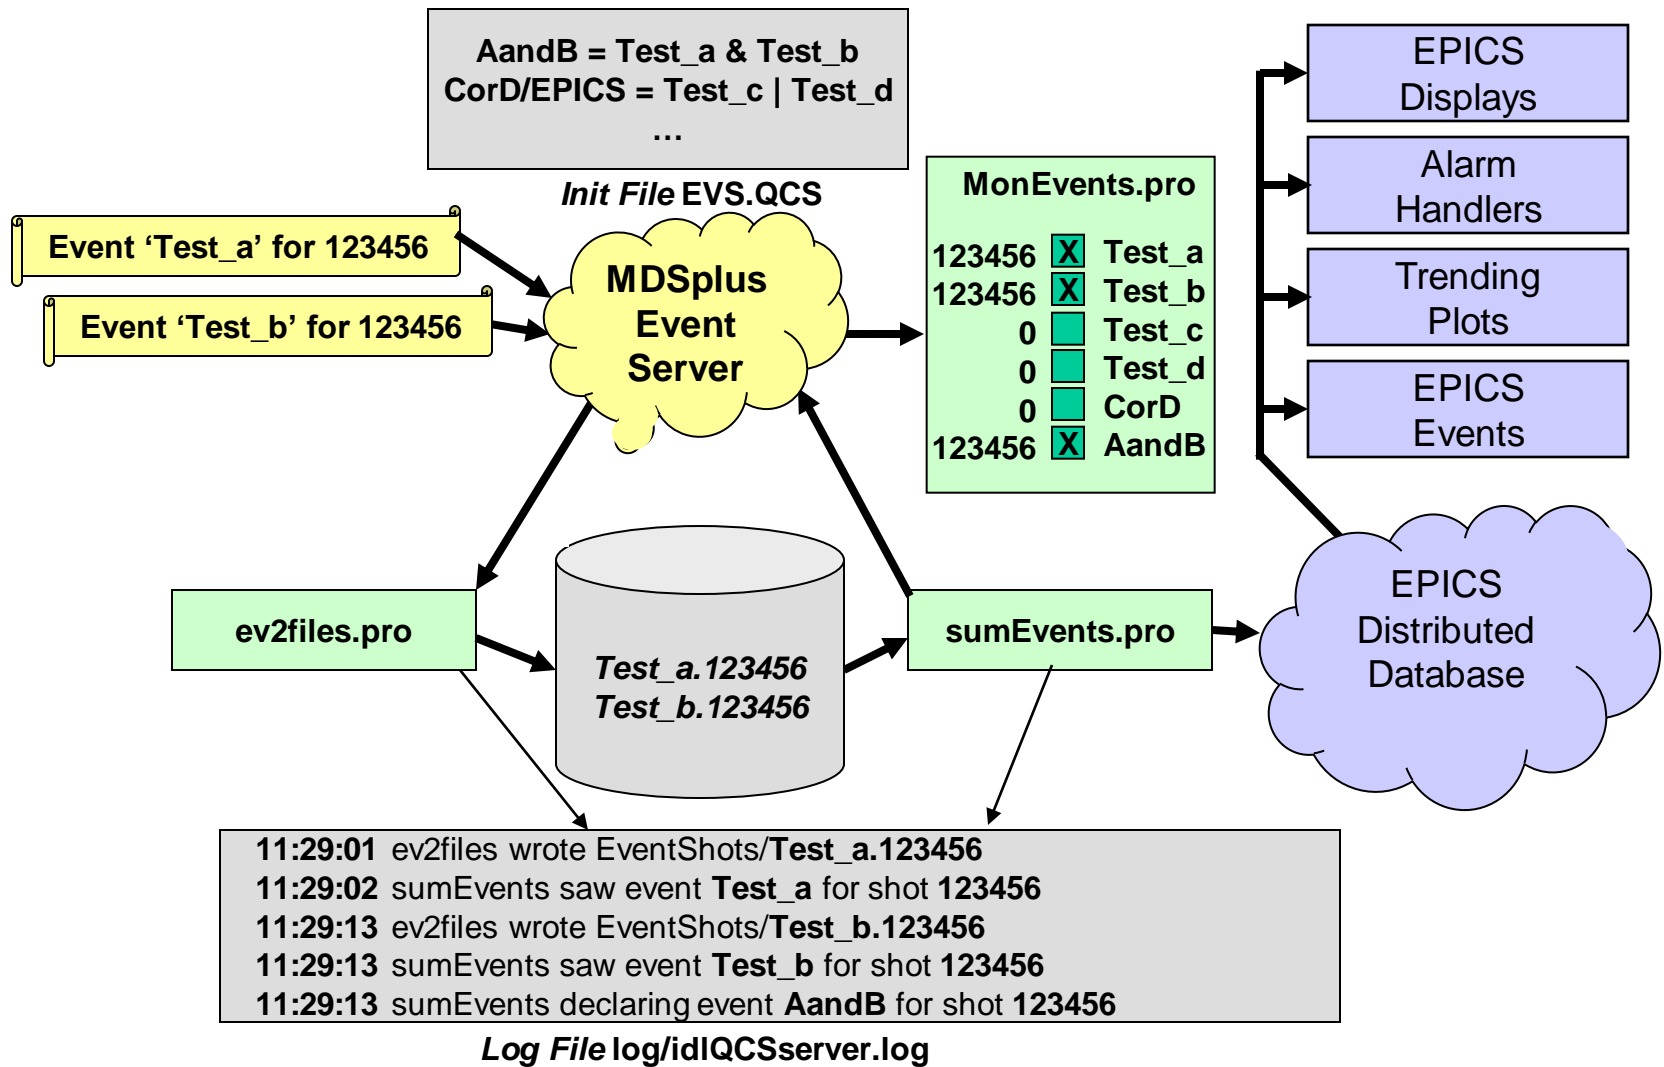 AandB = Test_a & Test_b
CorD/EPICS = Test_c | Test_d
…
Init File EVS.QCS
Event ‘Test_a’ for 123456
Event ‘Test_b’ for 123456
MDSplus
Event
Server
MonEvents.pro
123456 X Test_a
123456 X Test_b
0 Test_c
0 Test_d
0 CorD
123456 X AandB
EPICS
Displays
Alarm
Handlers
Trending
Plots
EPICS
Events
ev2files.pro
Test_a.123456
Test_b.123456
sumEvents.pro
EPICS
Distributed
Database
11:29:01 ev2files wrote EventShots/Test_a.123456
11:29:02 sumEvents saw event Test_a for shot 123456
11:29:13 ev2files wrote EventShots/Test_b.123456
11:29:13 sumEvents saw event Test_b for shot 123456
11:29:13 sumEvents declaring event AandB for shot 123456
Log File log/idlQCSserver.log